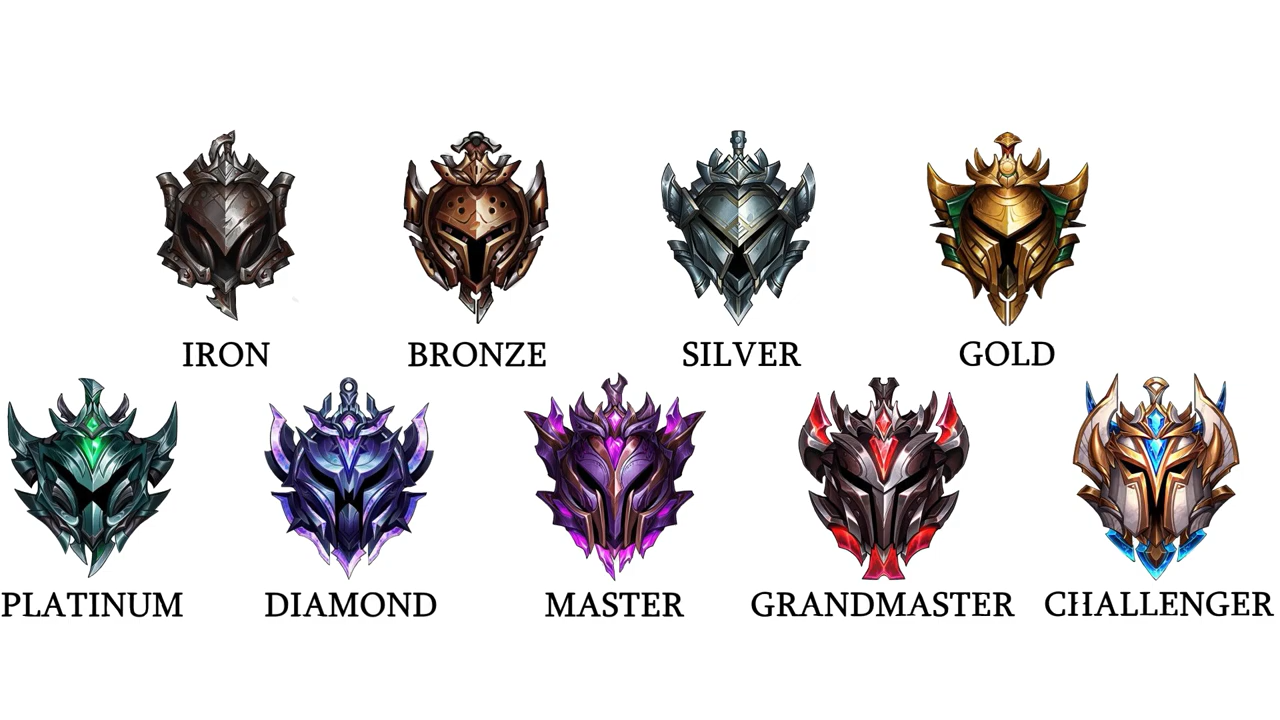 IRON BRONZE SILVER GOLD
PLATINUM DIAMOND MASTER GRANDMASTER CHALLENGER